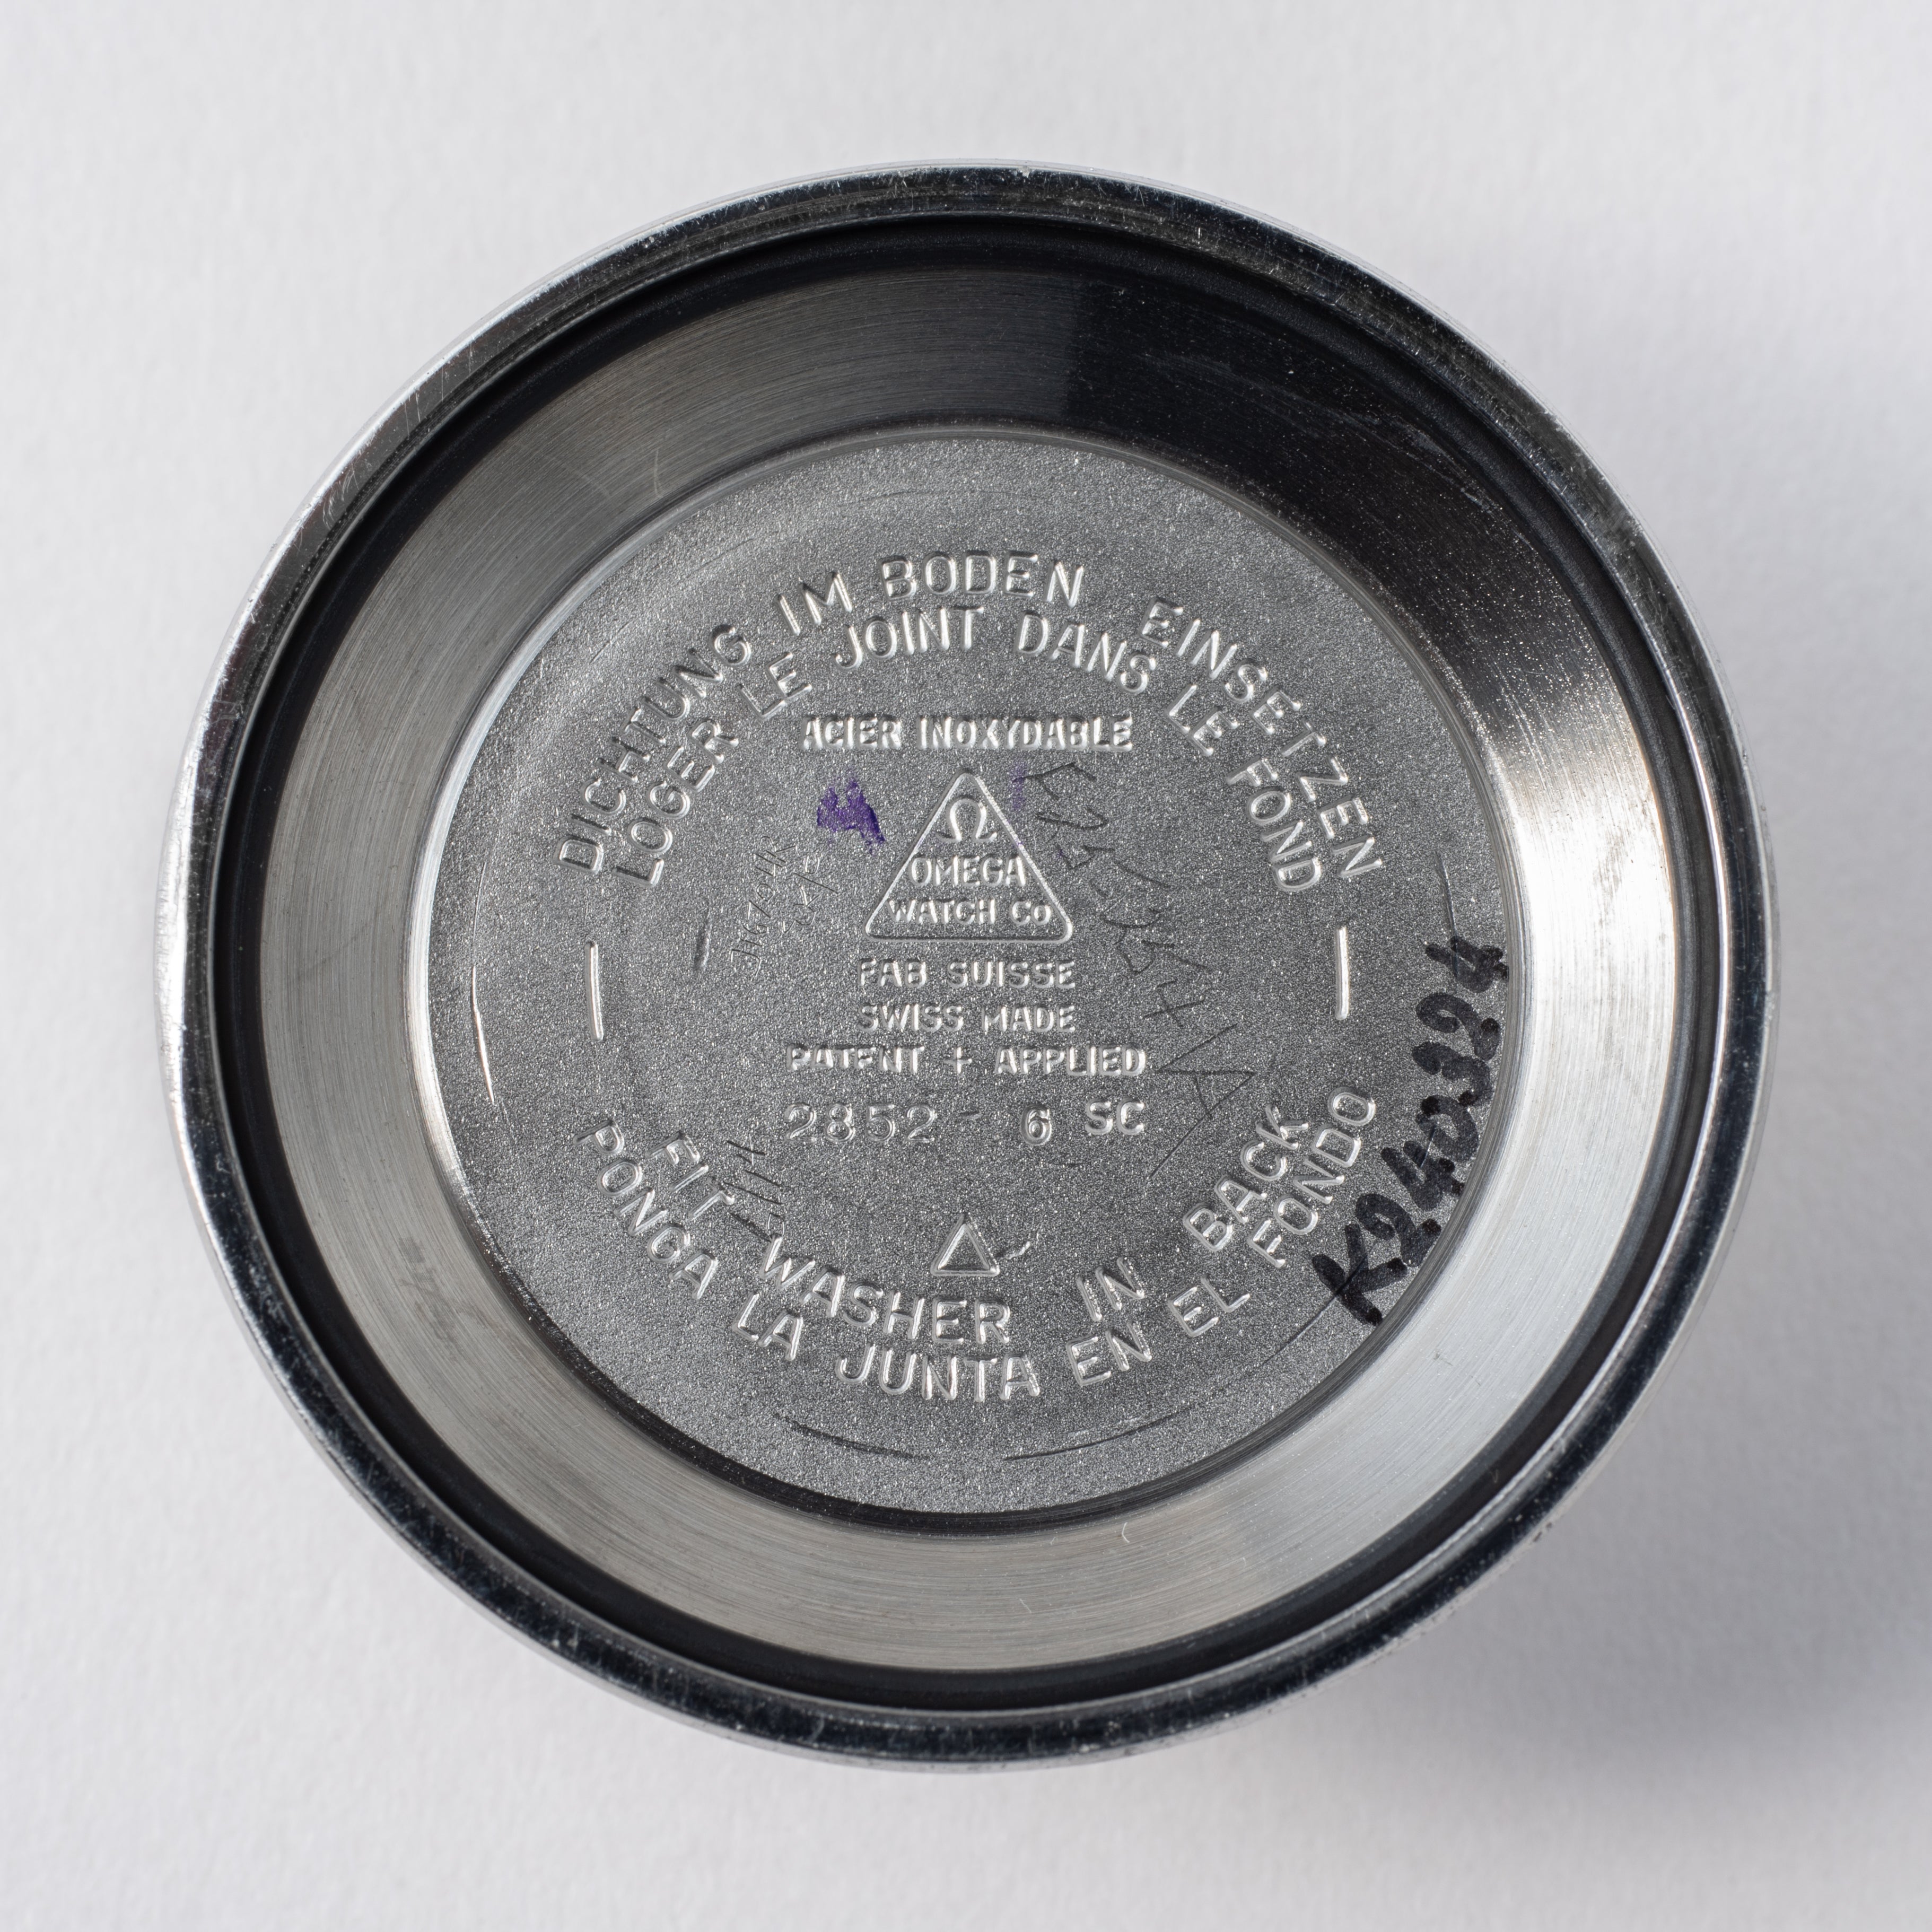 DICHTUNG IM BODEN EINSETZEN
LOGER LE JOINT DANS LE FOND
ACIER INOXYDABLE
Ω
OMEGA
WATCH Co
FAB SUISSE
SWISS MADE
PATENT + APPLIED
2852 - 6 SC
FIT WASHER IN BACK
PONGA LA JUNTA EN EL FONDO
K240324